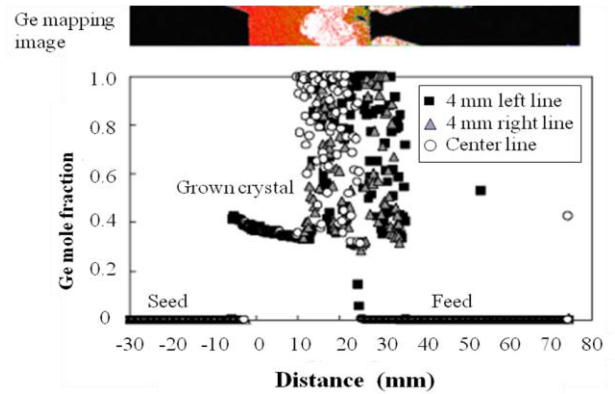 Ge mapping
image
1.0
0.8
0.6
0.4
0.2
0
Ge mole fraction
4 mm left line
4 mm right line
Center line
Grown crystal
Seed
Feed
-30 -20 -10 0 10 20 30 40 50 60 70 80
Distance (mm)